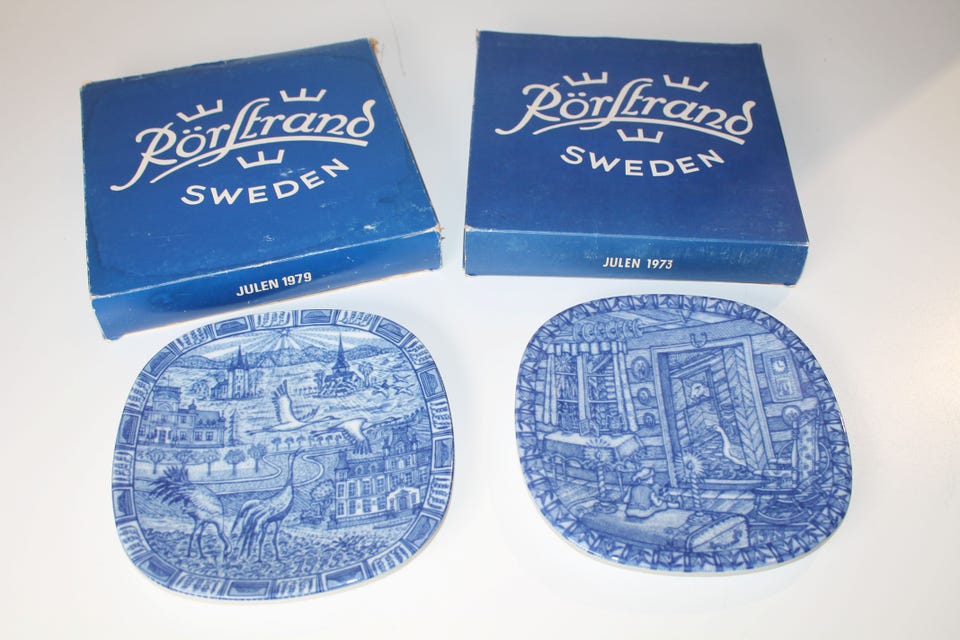 RörStrand
SWEDEN
JULEN 1979
RörStrand
SWEDEN
JULEN 1973